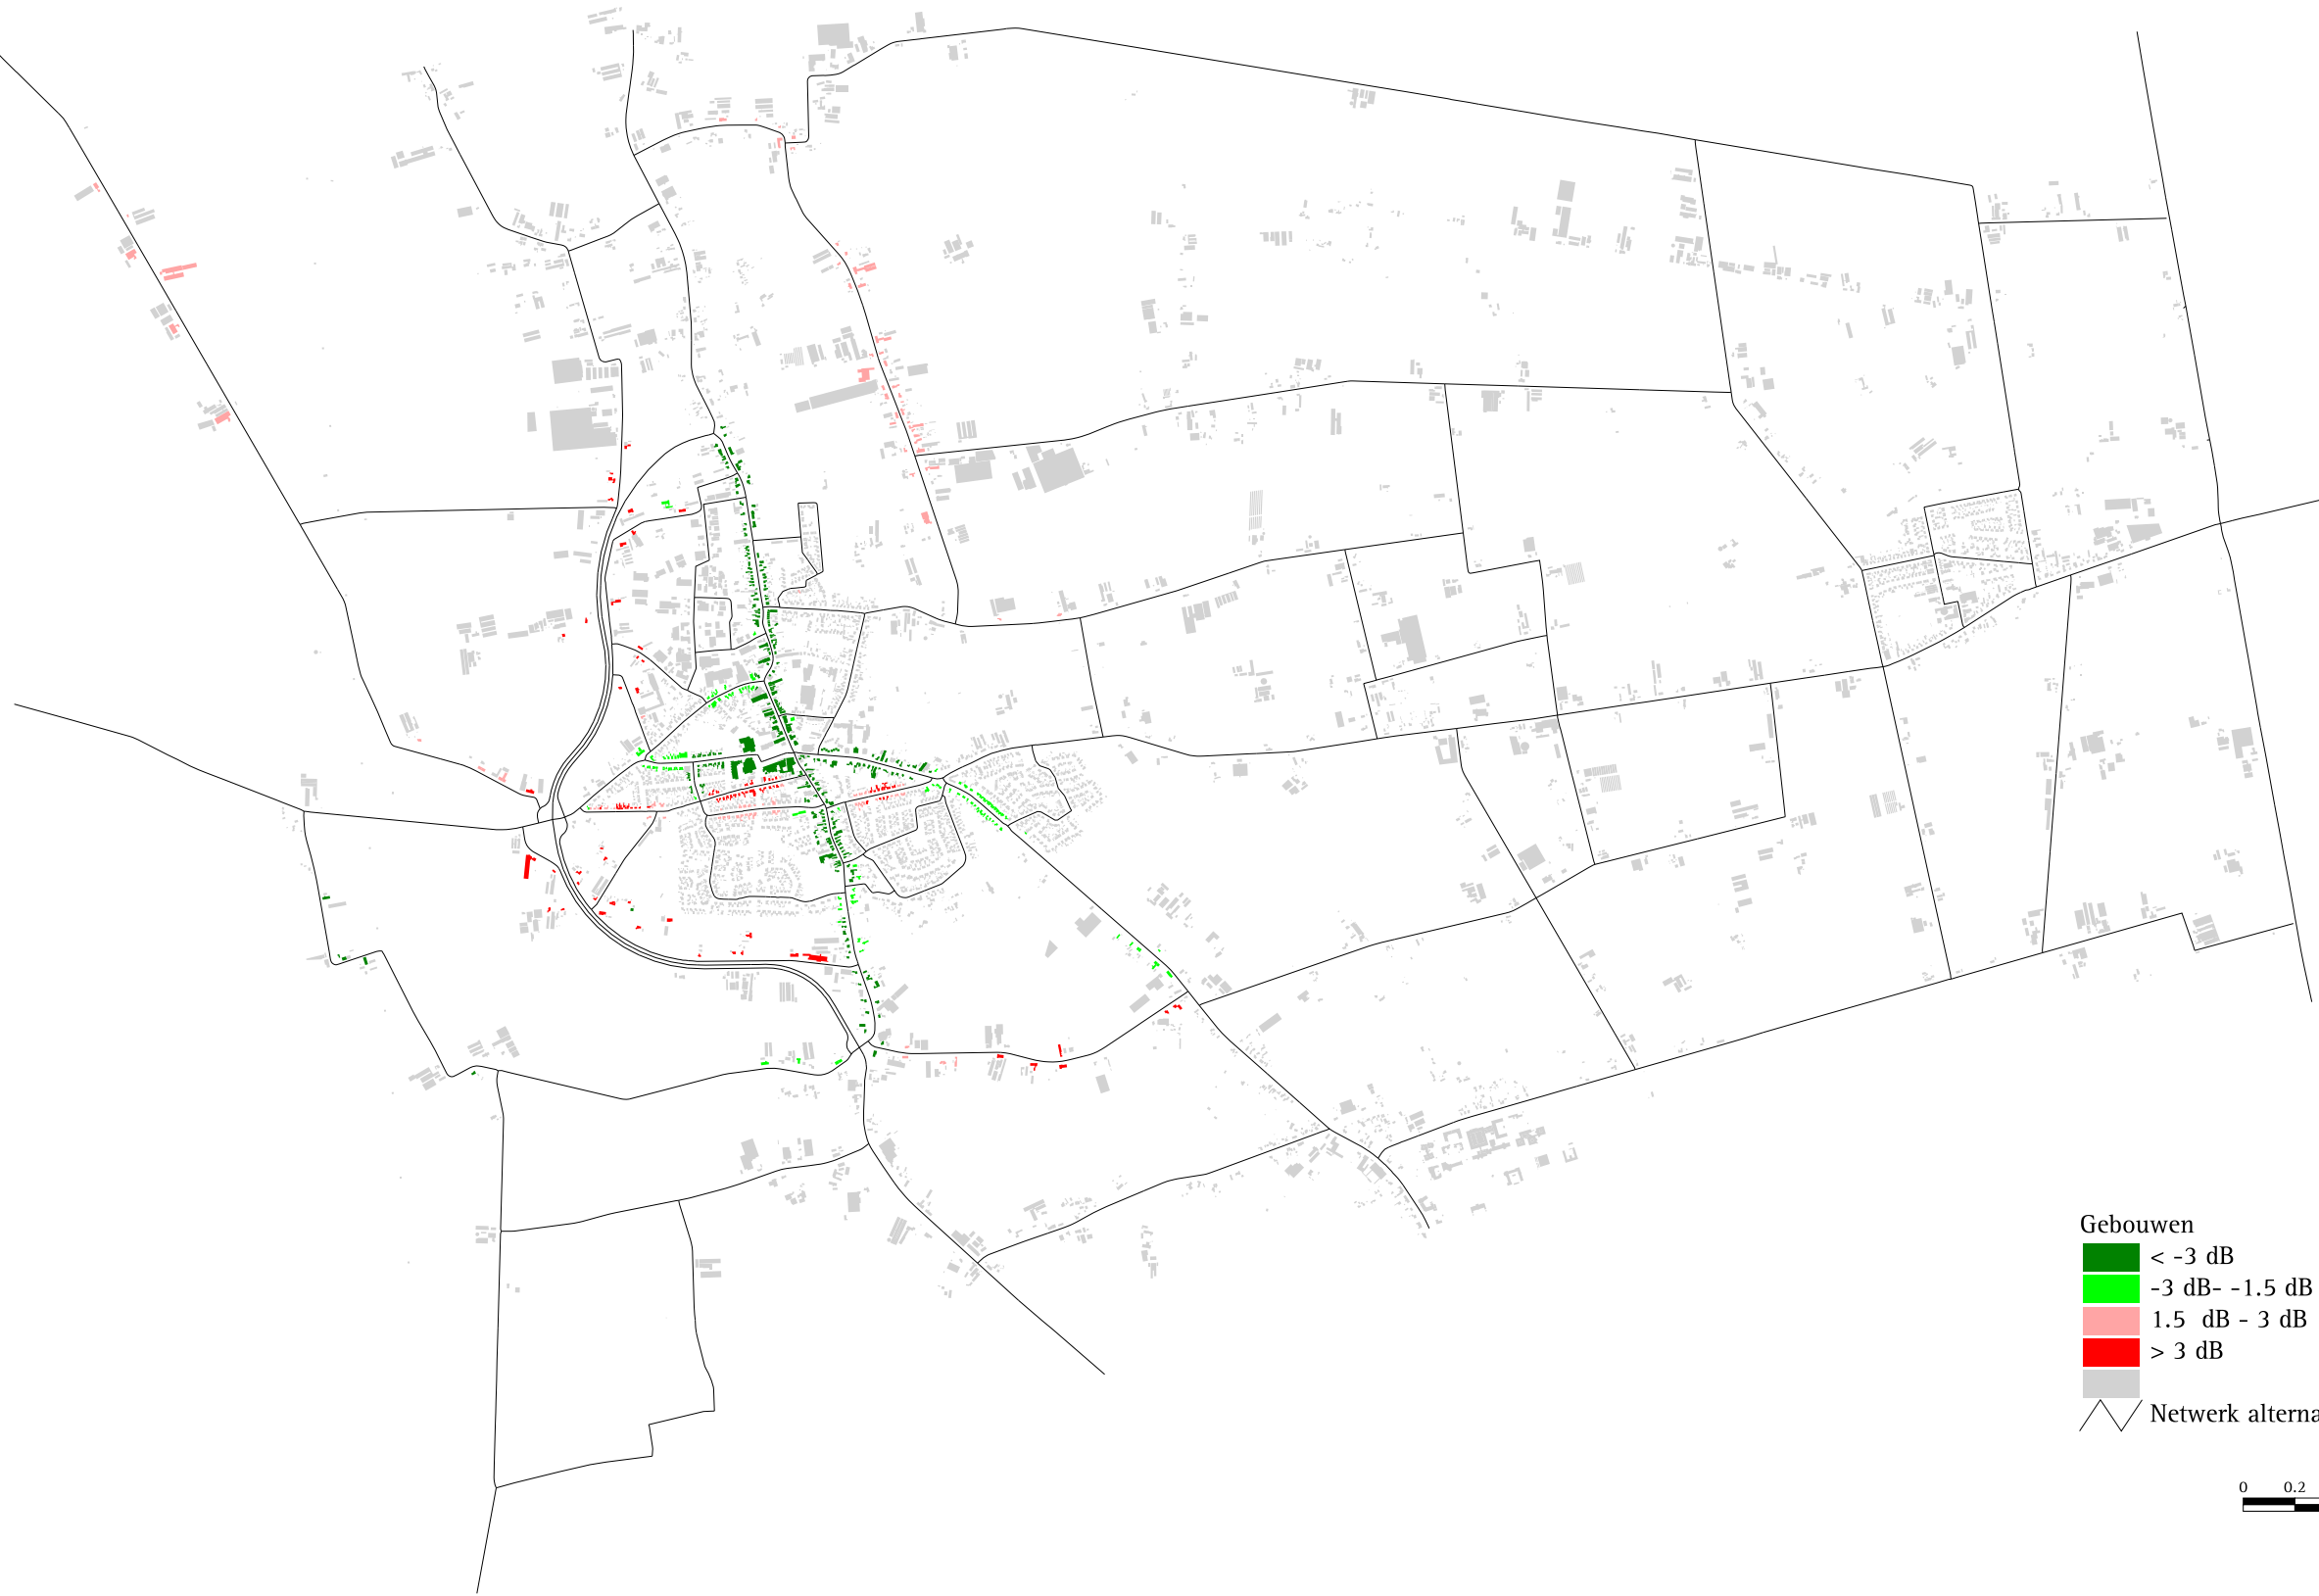 Gebouwen
< -3 dB
-3 dB- -1.5 dB
1.5 dB - 3 dB
> 3 dB
Netwerk alterna
0 0.2